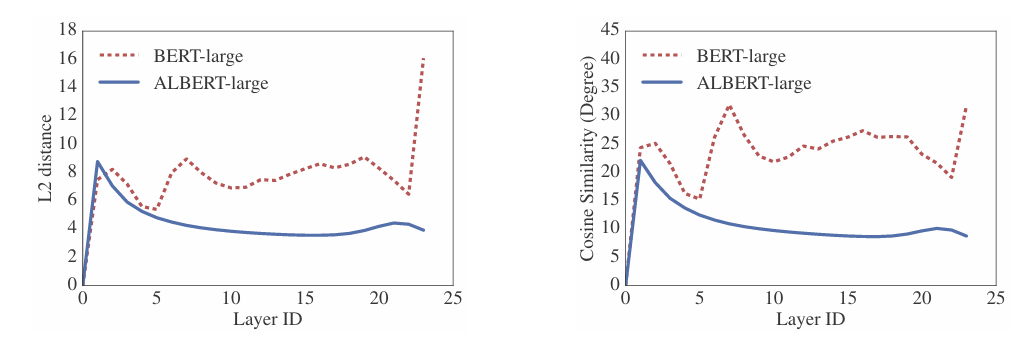 18
16
14
12
10
8
6
4
2
0
L2 distance
BERT-large
ALBERT-large
0 5 10 15 20 25
Layer ID
45
40
35
30
25
20
15
10
5
0
Cosine Similarity (Degree)
BERT-large
ALBERT-large
0 5 10 15 20 25
Layer ID